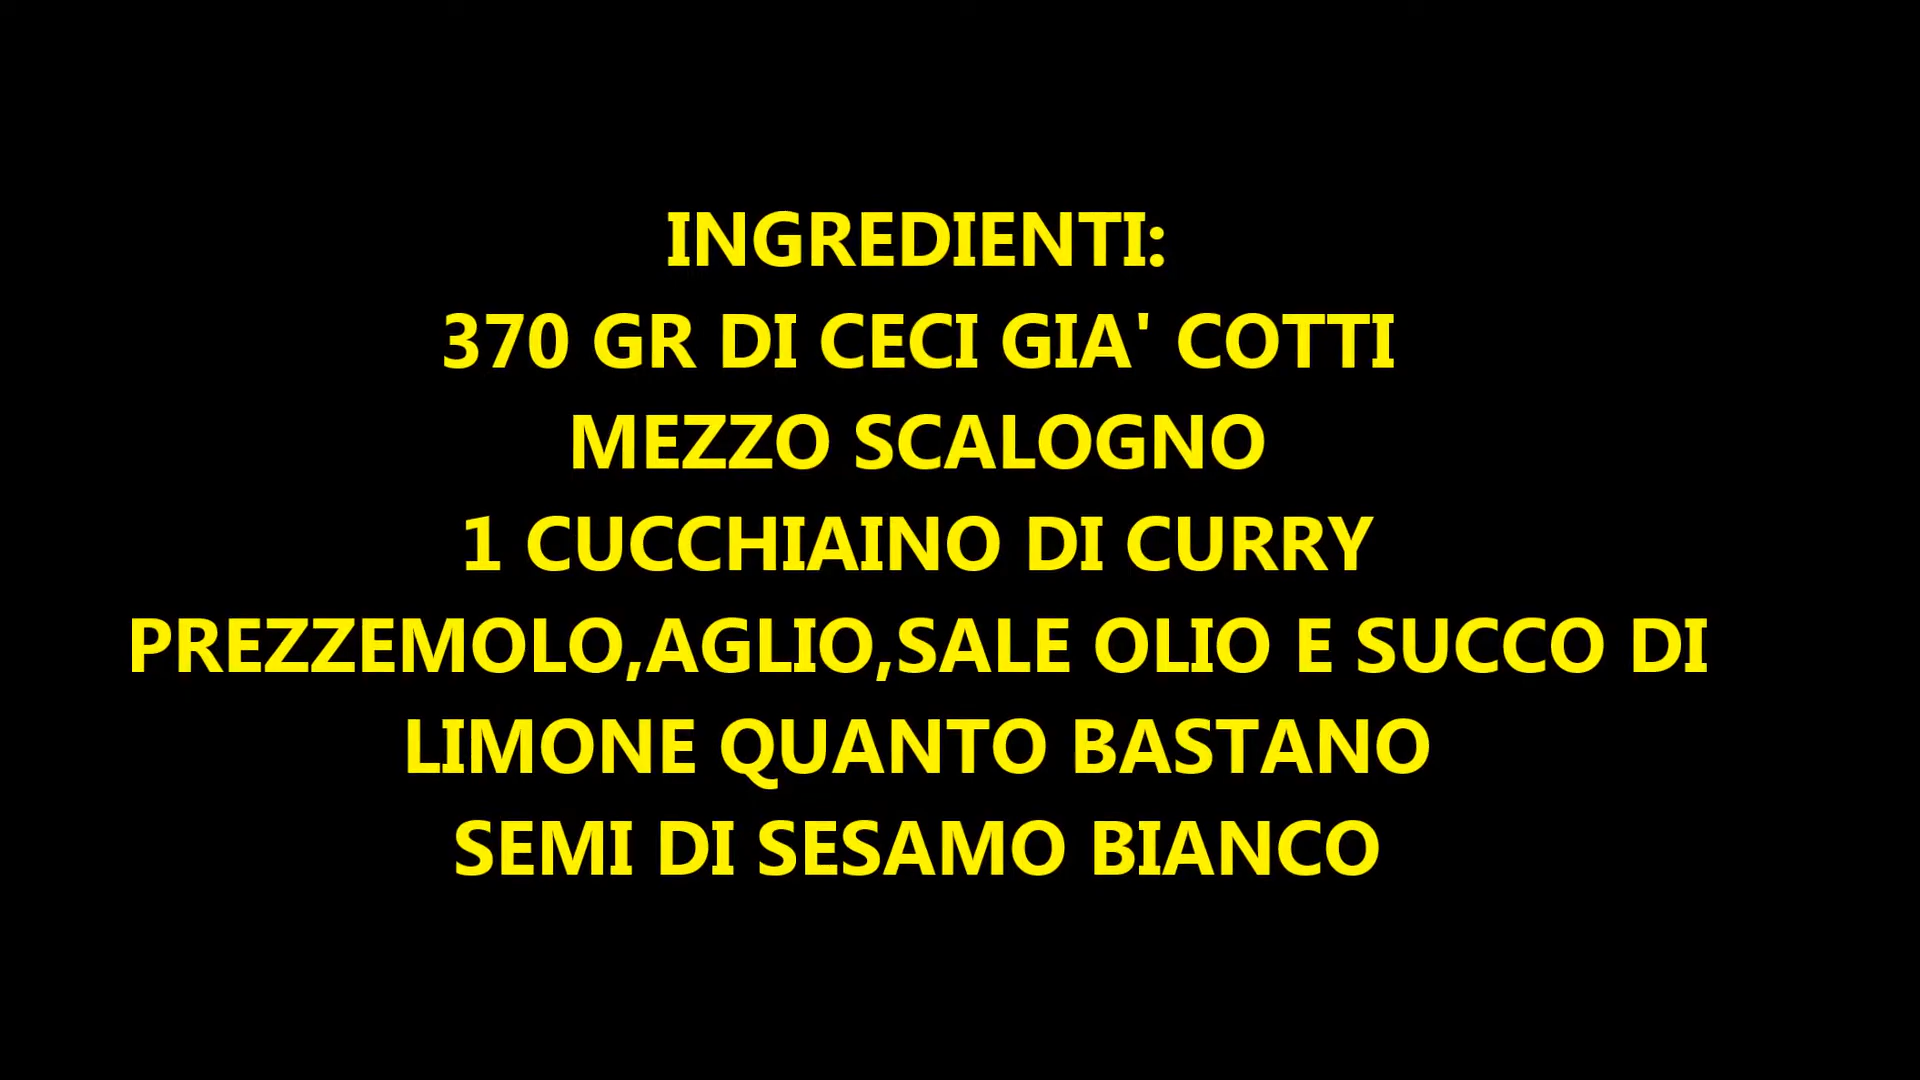 INGREDIENTI:
370 GR DI CECI GIA' COTTI
MEZZO SCALOGNO
1 CUCCHIAINO DI CURRY
PREZZEMOLO,AGLIO,SALE OLIO E SUCCO DI
LIMONE QUANTO BASTANO
SEMI DI SESAMO BIANCO